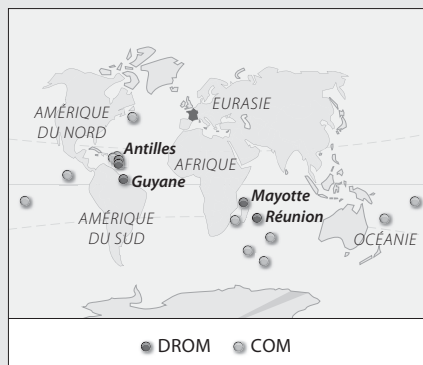 EURASIE
AMÉRIQUE
DU NORD
Antilles
AFRIQUE
Guyane
Mayotte
Réunion
AMÉRIQUE
DU SUD
OCÉANIE
DROM COM